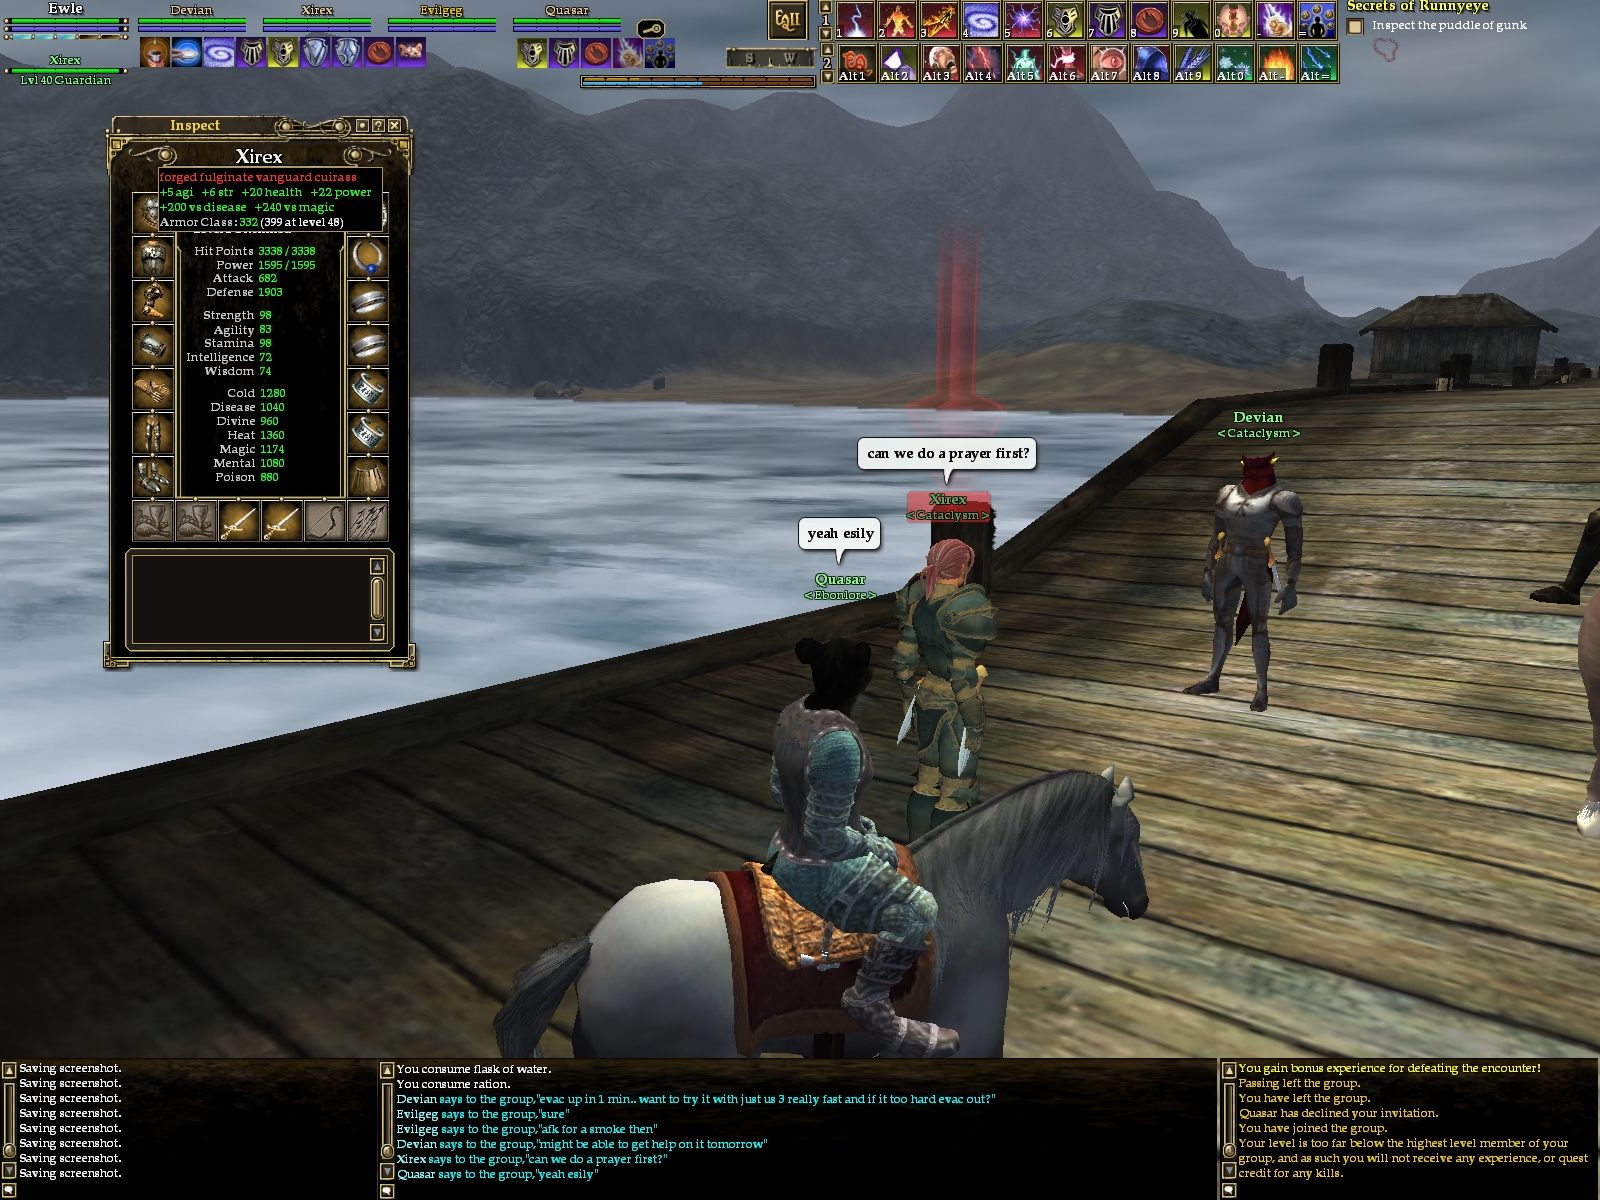 Ewle
Devian
Xirex
Evilgeg
Quasar
Xirex
Lvl 40 Guardian
S W
EQII
1
1 2 3 4 5 6 7 8 9 0 - =
2
Alt1 Alt2 Alt3 Alt4 Alt5 Alt6 Alt7 Alt8 Alt9 Alt0 Alt- Alt=
Secrets of Runnyeye
Inspect the puddle of gunk
Inspect
?
Xirex
forged fulginate vanguard cuirass
+5 agi +6 str +20 health +22 power
+200 vs disease +240 vs magic
Armor Class: 332 (399 at level 48)
Hit Points 3338 / 3338
Power 1595 / 1595
Attack 682
Defense 1903
Strength 98
Agility 83
Stamina 98
Intelligence 72
Wisdom 74
Cold 1280
Disease 1040
Divine 960
Heat 1360
Magic 1174
Mental 1080
Poison 880
Devian
<Cataclysm>
can we do a prayer first?
Xirex
<Cataclysm>
yeah esily
Quasar
<Ebonlore>
Saving screenshot.
Saving screenshot.
Saving screenshot.
Saving screenshot.
Saving screenshot.
Saving screenshot.
Saving screenshot.
Saving screenshot.
You consume flask of water.
You consume ration.
Devian says to the group,"evac up in 1 min.. want to try it with just us 3 really fast and if it too hard evac out?"
Evilgeg says to the group,"sure"
Evilgeg says to the group,"afk for a smoke then"
Devian says to the group,"might be able to get help on it tomorrow"
Xirex says to the group,"can we do a prayer first?"
Quasar says to the group,"yeah esily"
You gain bonus experience for defeating the encounter!
Passing left the group.
You have left the group.
Quasar has declined your invitation.
You have joined the group.
Your level is too far below the highest level member of your
group, and as such you will not receive any experience, or quest
credit for any kills.